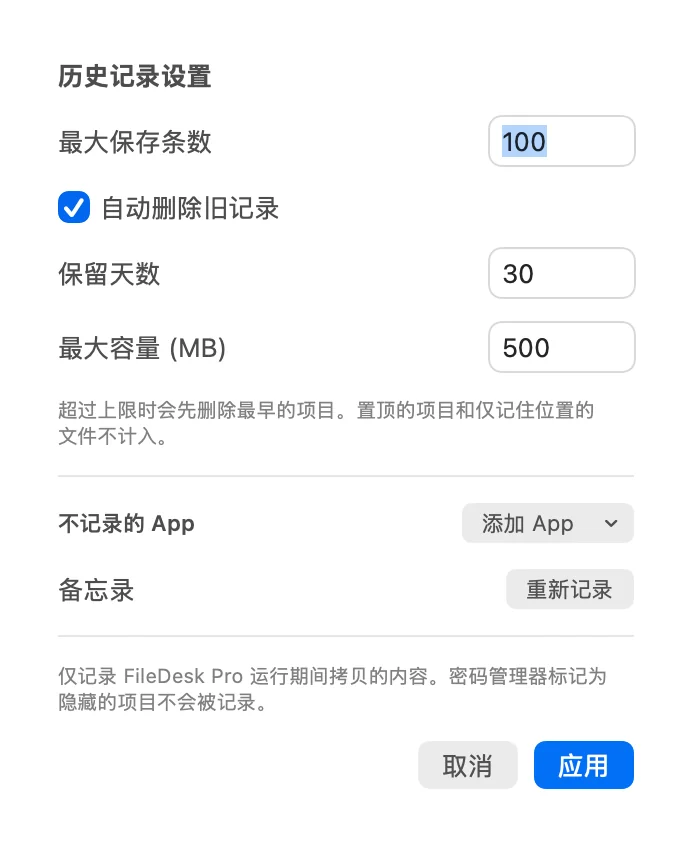 历史记录设置
最大保存条数 100
自动删除旧记录
保留天数 30
最大容量 (MB) 500
超过上限时会先删除最早的项目。置顶的项目和仅记住位置的
文件不计入。
不记录的 App 添加 App
备忘录 重新记录
仅记录 FileDesk Pro 运行期间拷贝的内容。密码管理器标记为
隐藏的项目不会被记录。
取消 应用